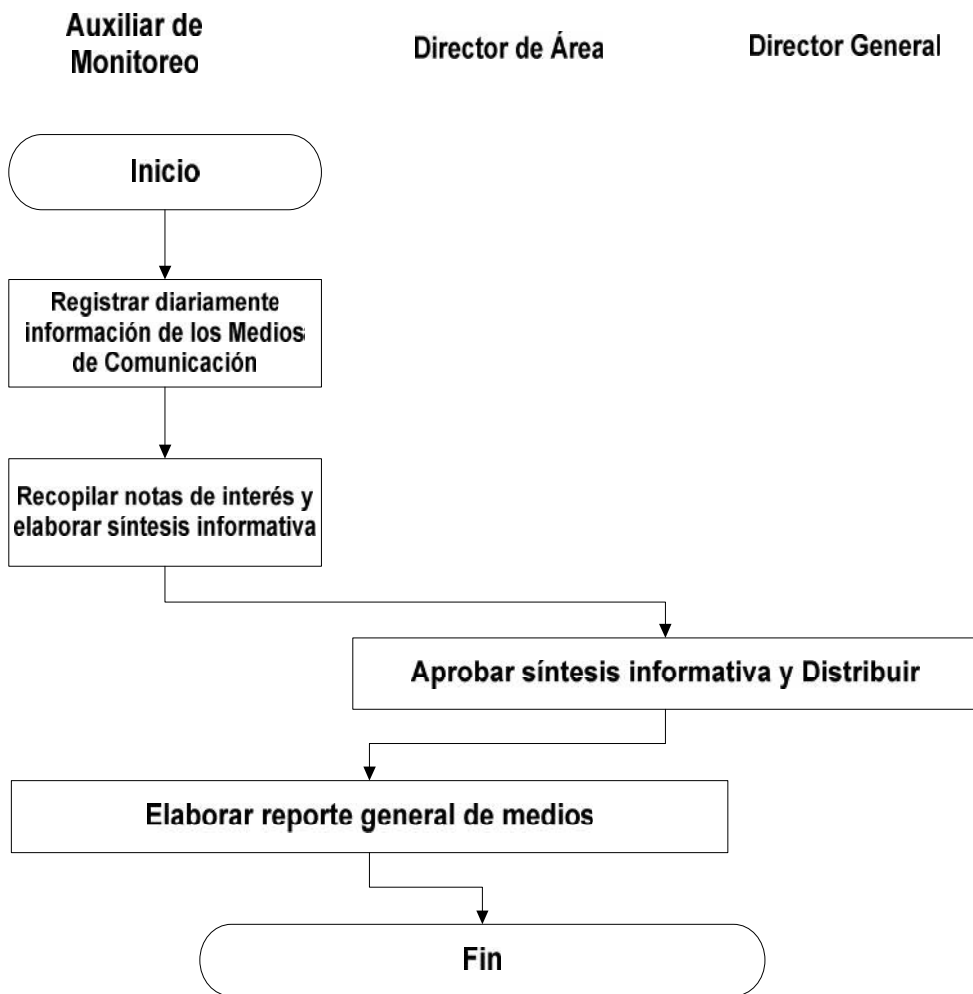 Auxiliar de
Monitoreo
Director de Área
Director General
Inicio
Registrar diariamente
información de los Medios
de Comunicación
Recopilar notas de interés y
elaborar síntesis informativa
Aprobar síntesis informativa y Distribuir
Elaborar reporte general de medios
Fin